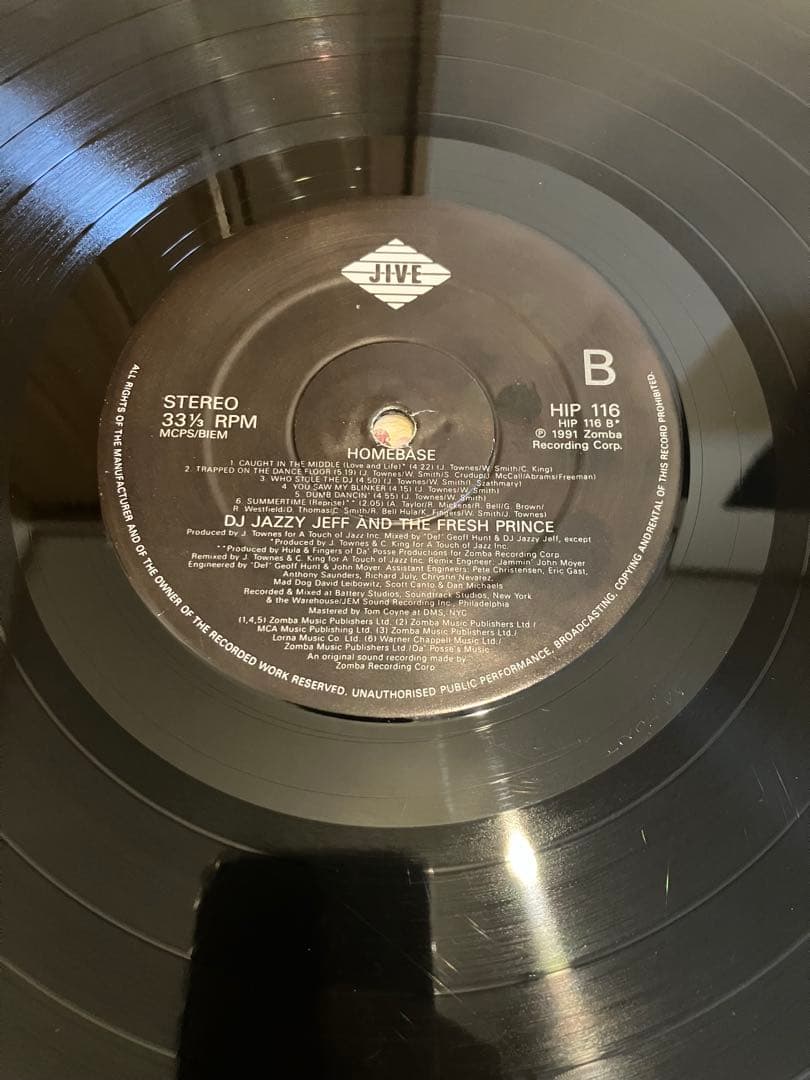 JIVE
B
STEREO
33⅓ RPM
MCPS/BIEM
HIP 116
HIP 116 B*
℗ 1991 Zomba
Recording Corp.
HOMEBASE
1. CAUGHT IN THE MIDDLE (Love and Life)* (4.22) (J. Townes/W. Smith/C. King)
2. TRAPPED ON THE DANCE FLOOR (5.19) (J. Townes/W. Smith/S. Crudup/J. McCall/Abrams/Freeman)
3. WHO STOLE THE DJ (4.50) (J. Townes/W. Smith/L. Szathmary)
4. YOU SAW MY BLINKER (4.15) (J. Townes/W. Smith)
5. DUMB DANCIN' (4.55) (J. Townes/W. Smith)
6. SUMMERTIME (Reprise)** (2.05) (A. Taylor/R. Mickens/R. Bell/G. Brown/
R. Westfield/D. Thomas/C. Smith/R. Bell Hula/K. Fingers/W. Smith/J. Townes)
DJ JAZZY JEFF AND THE FRESH PRINCE
Produced by J. Townes for A Touch of Jazz Inc. Mixed by "Def" Geoff Hunt & DJ Jazzy Jeff, except
*Produced by J. Townes & C. King for A Touch of Jazz Inc.
**Produced by Hula & Fingers of Da' Posse Productions for Zomba Recording Corp.
Remixed by J. Townes & C. King for A Touch of Jazz Inc. Remix Engineer: Jammin' John Moyer
Engineered by "Def" Geoff Hunt & John Moyer. Assistant Engineers: Pete Christensen, Eric Gast,
Anthony Saunders, Richard July, Chrystin Nevarez,
Mad Dog David Leibowitz, Scott Canto & Dan Michaels
Recorded & Mixed at Battery Studios, Soundtrack Studios, New York
& the Warehouse/JEM Sound Recording Inc., Philadelphia
Mastered by Tom Coyne at DMS, NYC
(1,4,5) Zomba Music Publishers Ltd. (2) Zomba Music Publishers Ltd/
MCA Music Publishing Ltd. (3) Zomba Music Publishers Ltd./
Lorna Music Co. Ltd. (6) Warner Chappell Music Ltd./
Zomba Music Publishers Ltd/Da' Posse's Music
An original sound recording made by
Zomba Recording Corp
ALL RIGHTS OF THE MANUFACTURER AND OF THE OWNER OF THE RECORDED WORK RESERVED. UNAUTHORISED PUBLIC PERFORMANCE, BROADCASTING, COPYING AND RENTAL OF THIS RECORD PROHIBITED.